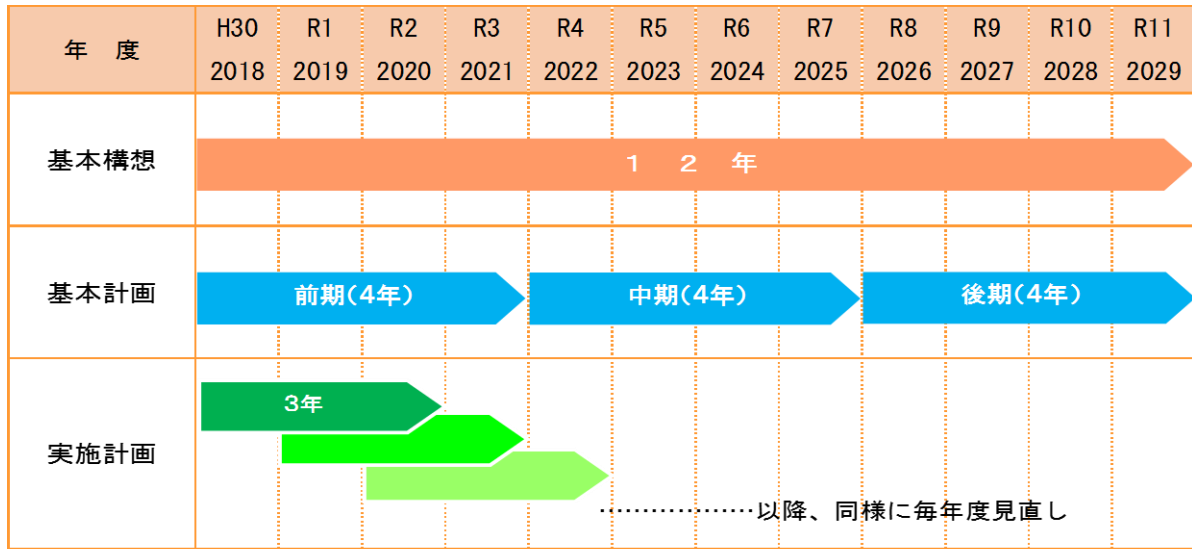 年 度
H30 R1 R2 R3 R4 R5 R6 R7 R8 R9 R10 R11
2018 2019 2020 2021 2022 2023 2024 2025 2026 2027 2028 2029
基本構想
１ ２ 年
基本計画
前期(4年) 中期(4年) 後期(4年)
実施計画
3年
………………以降、同様に毎年度見直し